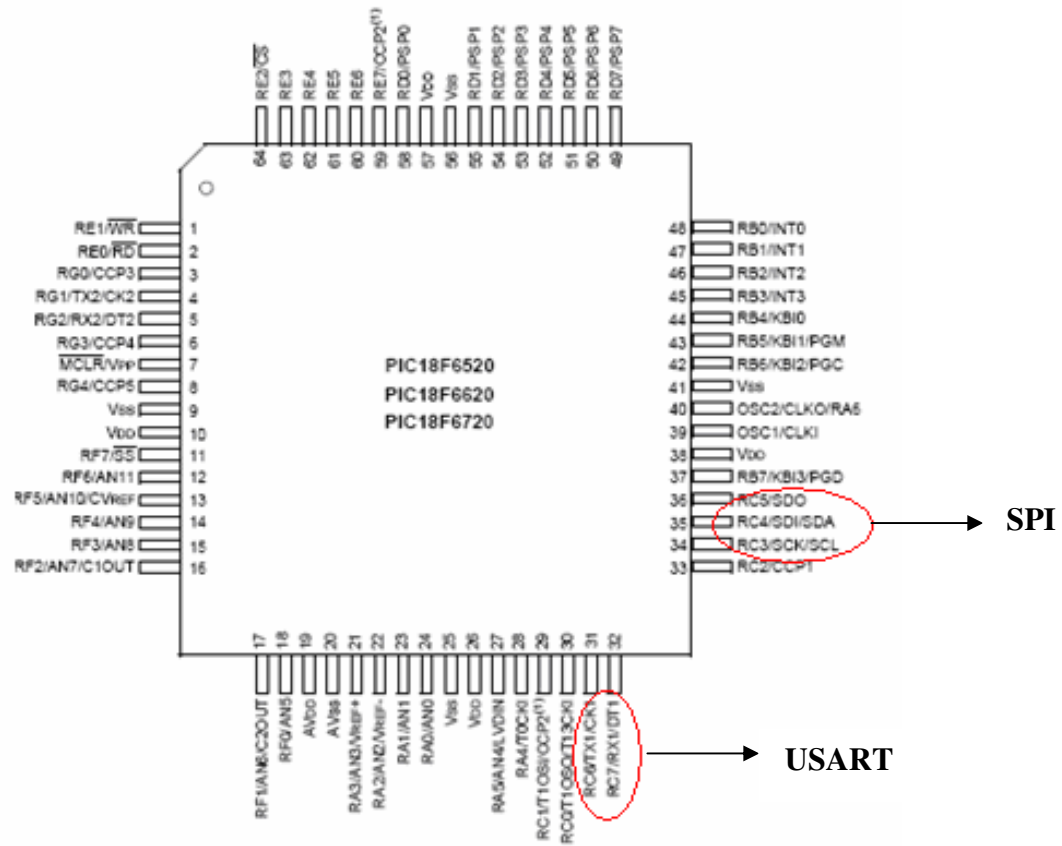 RE2/CS
RE3
RE4
RE5
RE6
RE7/CCP2(1)
RD0/PSP0
VDD
VSS
RD1/PSP1
RD2/PSP2
RD3/PSP3
RD4/PSP4
RD5/PSP5
RD6/PSP6
RD7/PSP7
64 63 62 61 60 59 58 57 56 55 54 53 52 51 50 49
RE1/WR 1
RE0/RD 2
RG0/CCP3 3
RG1/TX2/CK2 4
RG2/RX2/DT2 5
RG3/CCP4 6
MCLR/VPP 7
RG4/CCP5 8
VSS 9
VDD 10
RF7/SS 11
RF6/AN11 12
RF5/AN10/CVREF 13
RF4/AN9 14
RF3/AN8 15
RF2/AN7/C1OUT 16
PIC18F6520
PIC18F6620
PIC18F6720
48 RB0/INT0
47 RB1/INT1
46 RB2/INT2
45 RB3/INT3
44 RB4/KBI0
43 RB5/KBI1/PGM
42 RB6/KBI2/PGC
41 VSS
40 OSC2/CLKO/RA6
39 OSC1/CLKI
38 VDD
37 RB7/KBI3/PGD
36 RC5/SDO
35 RC4/SDI/SDA
34 RC3/SCK/SCL
33 RC2/CCP1
SPI
17 18 19 20 21 22 23 24 25 26 27 28 29 30 31 32
RF1/AN6/C2OUT
RF0/AN5
AVDD
AVSS
RA3/AN3/VREF+
RA2/AN2/VREF-
RA1/AN1
RA0/AN0
VSS
VDD
RA5/AN4/LVDIN
RA4/T0CKI
RC1/T1OSI/CCP2(1)
RC0/T1OSO/T13CKI
RC6/TX1/CK1
RC7/RX1/DT1
USART